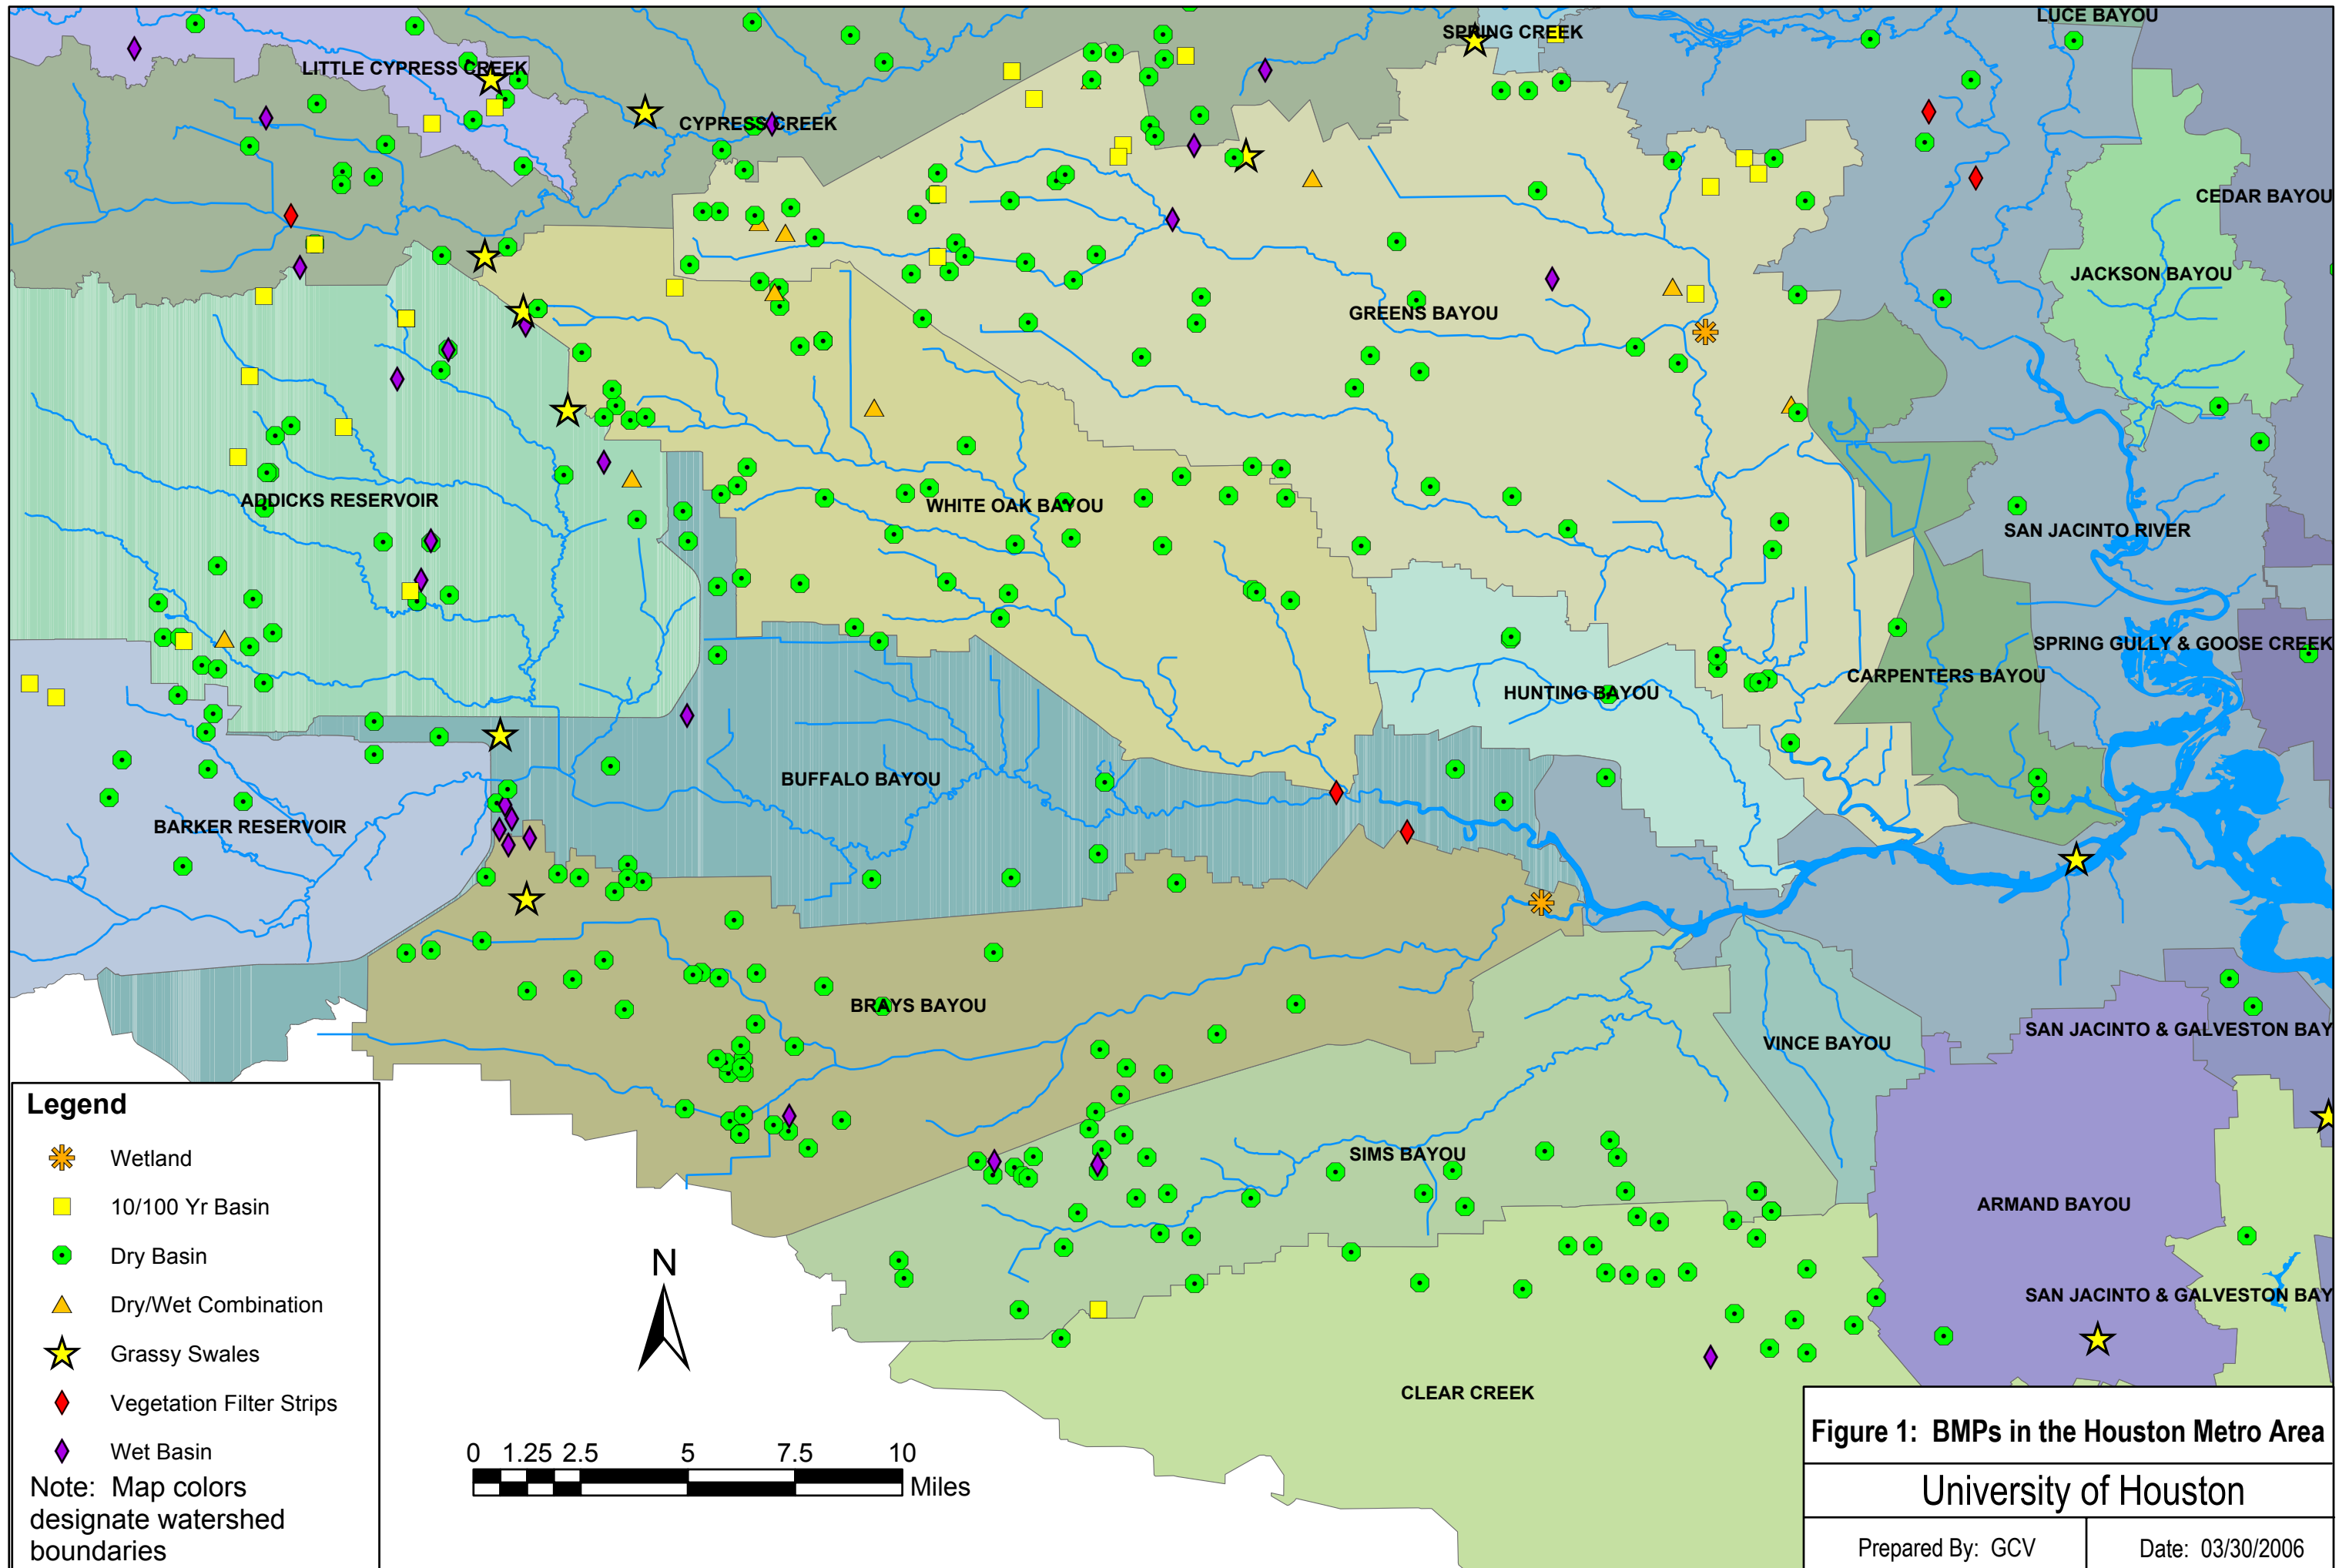 LUCE BAYOU
SPRING CREEK
LITTLE CYPRESS CREEK
CYPRESS CREEK
CEDAR BAYOU
JACKSON BAYOU
GREENS BAYOU
ADDICKS RESERVOIR
WHITE OAK BAYOU
SAN JACINTO RIVER
SPRING GULLY & GOOSE CREEK
CARPENTERS BAYOU
HUNTING BAYOU
BUFFALO BAYOU
BARKER RESERVOIR
BRAYS BAYOU
SAN JACINTO & GALVESTON BAY
VINCE BAYOU
SIMS BAYOU
ARMAND BAYOU
SAN JACINTO & GALVESTON BAY
CLEAR CREEK
Legend
Wetland
10/100 Yr Basin
Dry Basin
Dry/Wet Combination
Grassy Swales
Vegetation Filter Strips
Wet Basin
Note: Map colors
designate watershed
boundaries
N
0 1.25 2.5 5 7.5 10
Miles
Figure 1: BMPs in the Houston Metro Area
University of Houston
Prepared By: GCV
Date: 03/30/2006